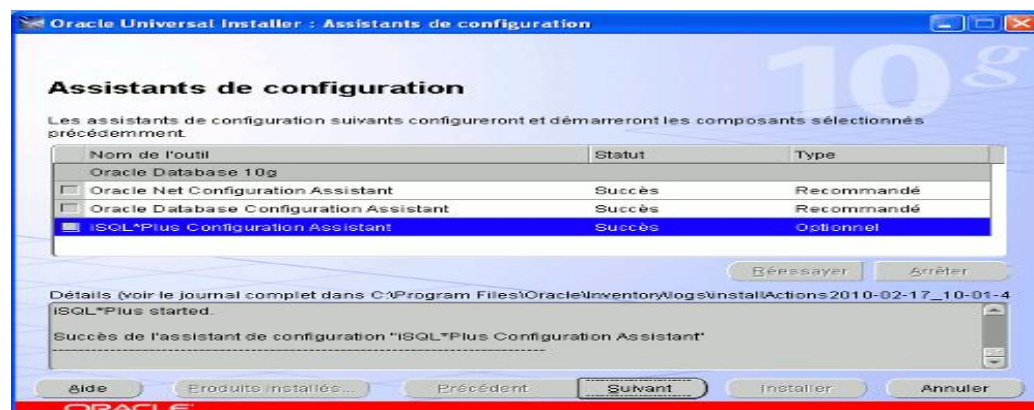 Oracle Universal Installer : Assistants de configuration
10g
Assistants de configuration
Les assistants de configuration suivants configureront et démarreront les composants sélectionnés
précédemment.
Nom de l'outil Statut Type
Oracle Database 10g
Oracle Net Configuration Assistant Succès Recommandé
Oracle Database Configuration Assistant Succès Recommandé
iSQL*Plus Configuration Assistant Succès Optionnel
Réessayer Arrêter
Détails (voir le journal complet dans C:\Program Files\Oracle\Inventory\logs\installActions2010-02-17_10-01-4
iSQL*Plus started.
Succès de l'assistant de configuration "iSQL*Plus Configuration Assistant"
Aide Produits installés... Précédent Suivant Installer Annuler
ORACLE